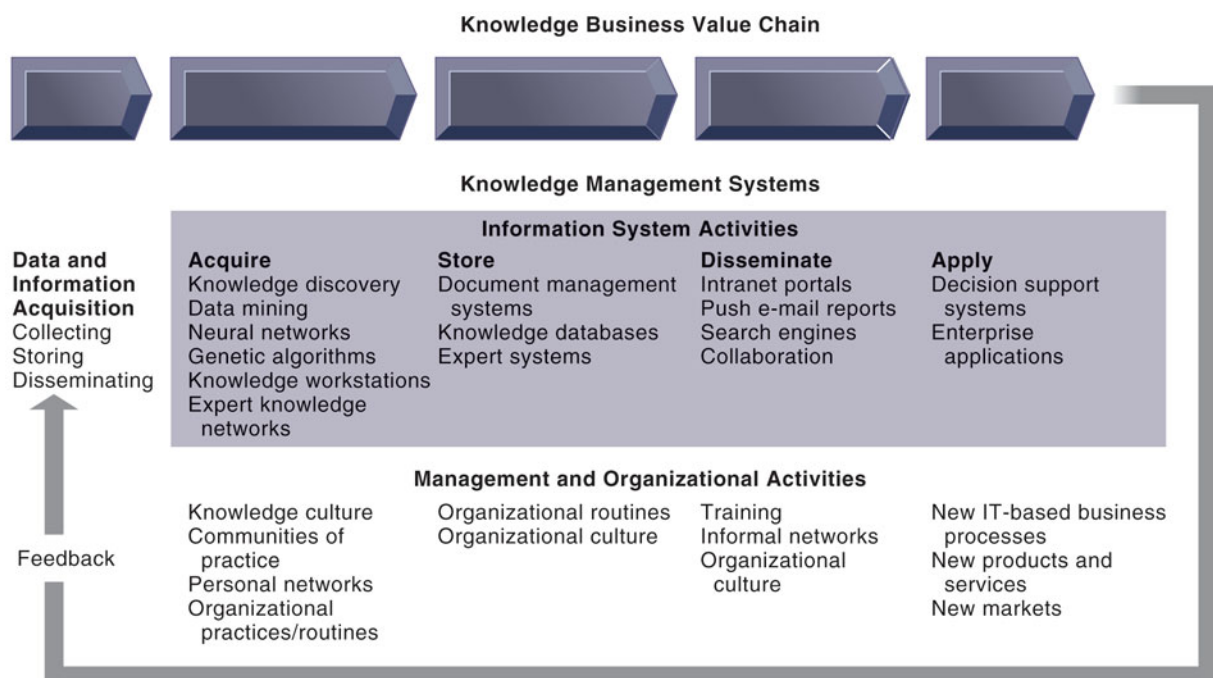 Knowledge Business Value Chain
Knowledge Management Systems
Information System Activities
Data and
Information
Acquisition
Collecting
Storing
Disseminating
Acquire
Knowledge discovery
Data mining
Neural networks
Genetic algorithms
Knowledge workstations
Expert knowledge
networks
Store
Document management
systems
Knowledge databases
Expert systems
Disseminate
Intranet portals
Push e-mail reports
Search engines
Collaboration
Apply
Decision support
systems
Enterprise
applications
Management and Organizational Activities
Knowledge culture
Communities of
practice
Personal networks
Organizational
practices/routines
Organizational routines
Organizational culture
Training
Informal networks
Organizational
culture
New IT-based business
processes
New products and
services
New markets
Feedback